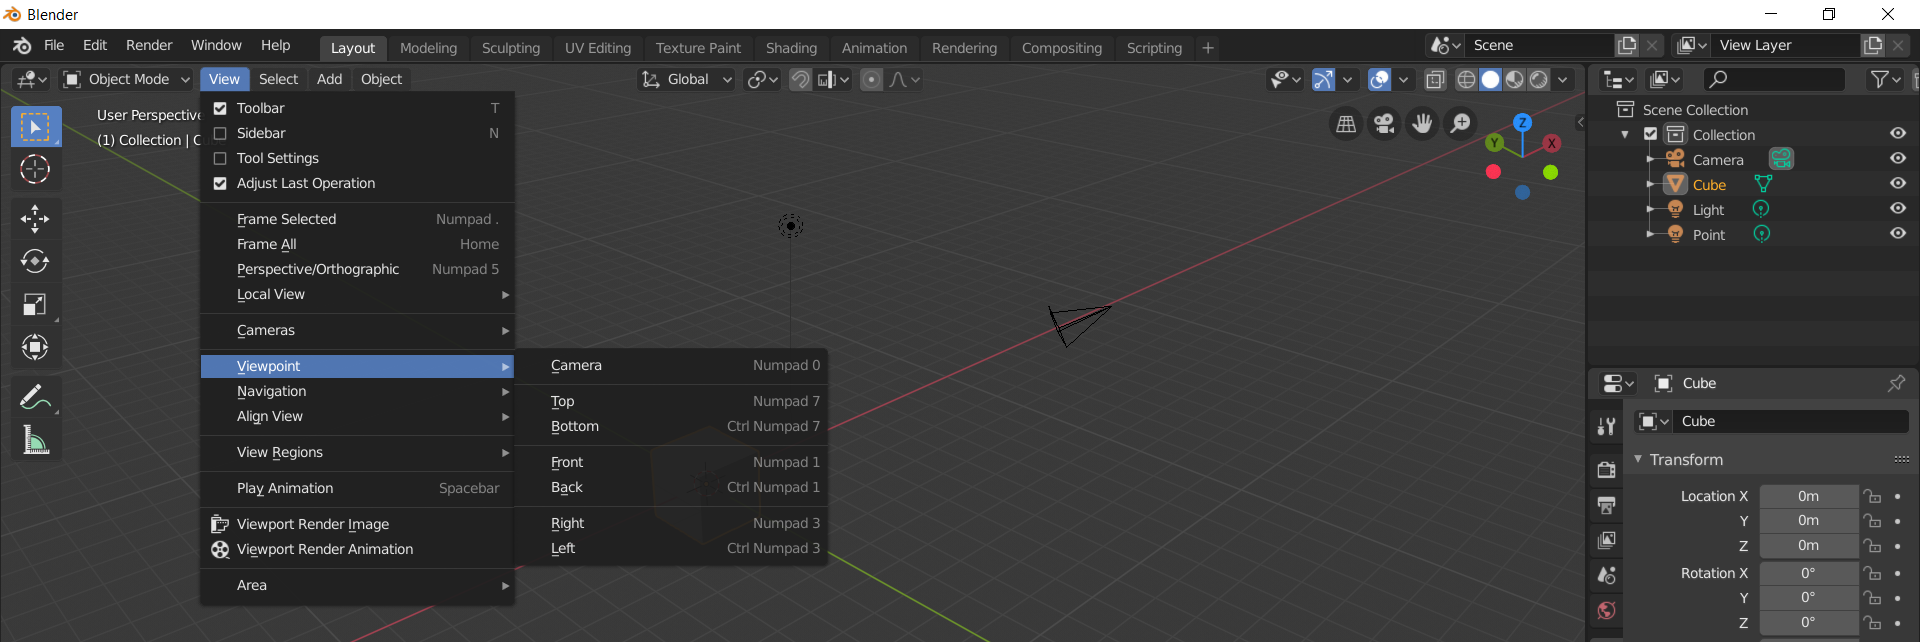 Blender
File Edit Render Window Help Layout Modeling Sculpting UV Editing Texture Paint Shading Animation Rendering Compositing Scripting + Scene View Layer
Object Mode View Select Add Object Global
User Perspective
(1) Collection |
Toolbar T
Sidebar N
Tool Settings
Adjust Last Operation
Frame Selected Numpad .
Frame All Home
Perspective/Orthographic Numpad 5
Local View
Cameras
Viewpoint
Navigation
Align View
View Regions
Play Animation Spacebar
Viewport Render Image
Viewport Render Animation
Area
Camera Numpad 0
Top Numpad 7
Bottom Ctrl Numpad 7
Front Numpad 1
Back Ctrl Numpad 1
Right Numpad 3
Left Ctrl Numpad 3
Z
Y X
Scene Collection
Collection
Camera
Cube
Light
Point
Cube
Cube
Transform
Location X 0m
Y 0m
Z 0m
Rotation X 0°
Y 0°
Z 0°